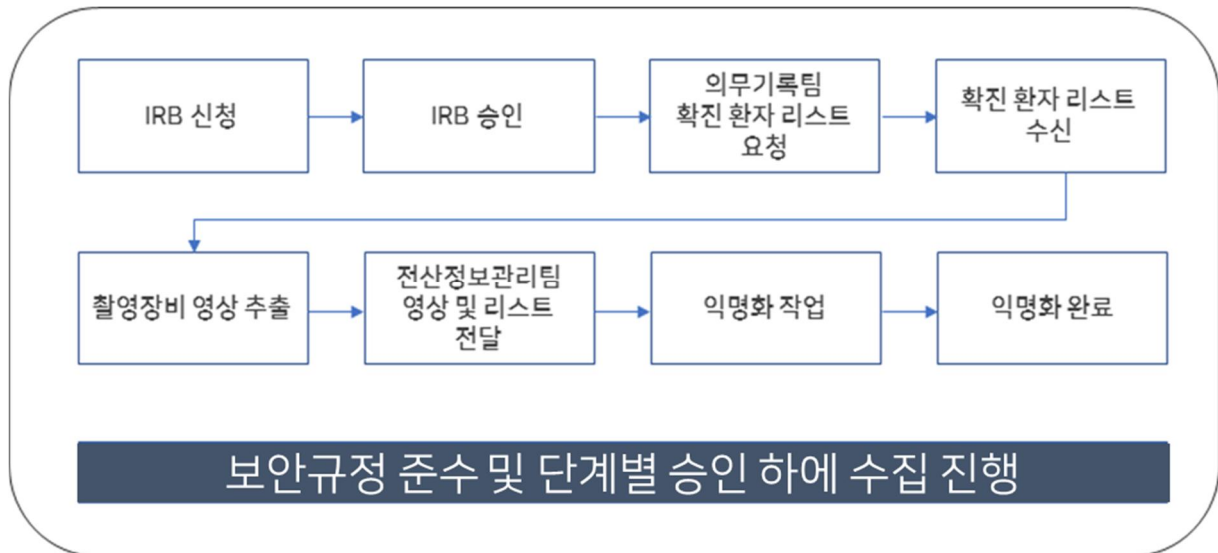 IRB 신청
IRB 승인
의무기록팀
확진 환자 리스트
요청
확진 환자 리스트
수신
촬영장비 영상 추출
전산정보관리팀
영상 및 리스트
전달
익명화 작업
익명화 완료
보안규정 준수 및 단계별 승인 하에 수집 진행